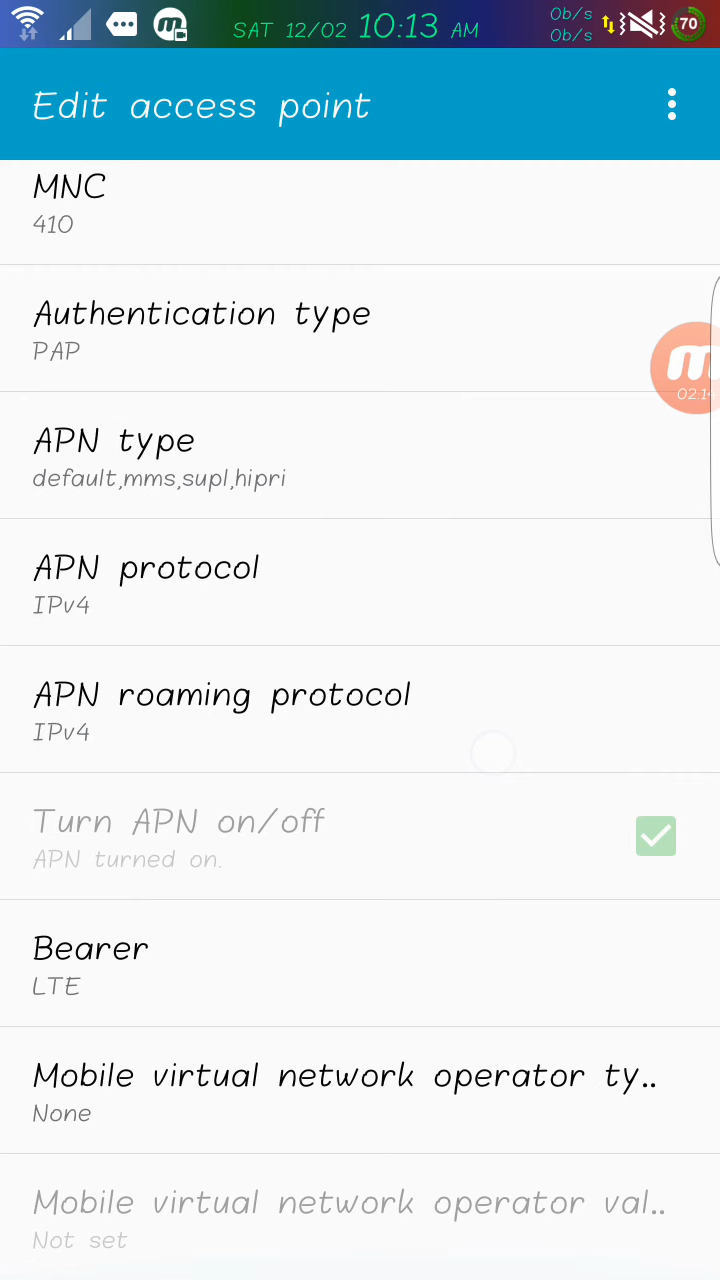 0b/s
SAT 12/02 10:13 AM
0b/s
70
Edit access point
MNC
410
Authentication type
PAP
m
02:14
APN type
default,mms,supl,hipri
APN protocol
IPv4
APN roaming protocol
IPv4
Turn APN on/off
APN turned on.
Bearer
LTE
Mobile virtual network operator ty..
None
Mobile virtual network operator val..
Not set